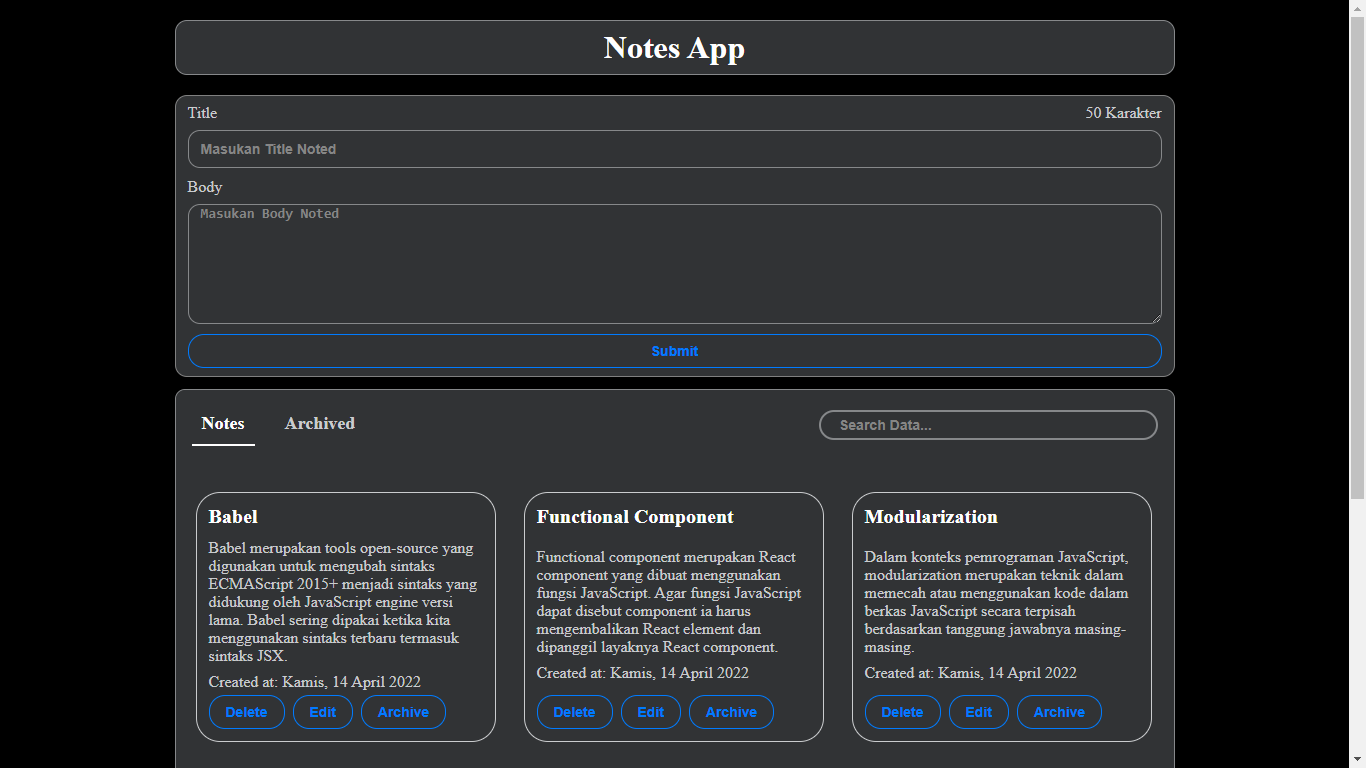 Notes App
Title
50 Karakter
Masukan Title Noted
Body
Masukan Body Noted
Submit
Notes
Archived
Search Data...
Babel
Babel merupakan tools open-source yang
digunakan untuk mengubah sintaks
ECMAScript 2015+ menjadi sintaks yang
didukung oleh JavaScript engine versi
lama. Babel sering dipakai ketika kita
menggunakan sintaks terbaru termasuk
sintaks JSX.
Created at: Kamis, 14 April 2022
Delete
Edit
Archive
Functional Component
Functional component merupakan React
component yang dibuat menggunakan
fungsi JavaScript. Agar fungsi JavaScript
dapat disebut component ia harus
mengembalikan React element dan
dipanggil layaknya React component.
Created at: Kamis, 14 April 2022
Delete
Edit
Archive
Modularization
Dalam konteks pemrograman JavaScript,
modularization merupakan teknik dalam
memecah atau menggunakan kode dalam
berkas JavaScript secara terpisah
berdasarkan tanggung jawabnya masing-
masing.
Created at: Kamis, 14 April 2022
Delete
Edit
Archive